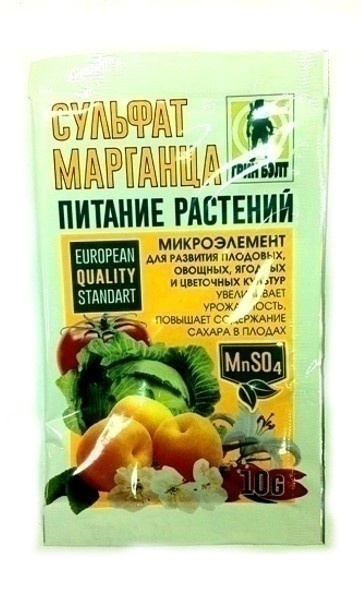 СУЛЬФАТ
МАРГАНЦА
ГРИН БЭЛТ
ПИТАНИЕ РАСТЕНИЙ
EUROPEAN
QUALITY
STANDART
МИКРОЭЛЕМЕНТ
ДЛЯ РАЗВИТИЯ ПЛОДОВЫХ,
ОВОЩНЫХ, ЯГОДНЫХ
И ЦВЕТОЧНЫХ КУЛЬТУР
УВЕЛИЧИВАЕТ
УРОЖАЙНОСТЬ,
ПОВЫШАЕТ СОДЕРЖАНИЕ
САХАРА В ПЛОДАХ
MnSO4
10G